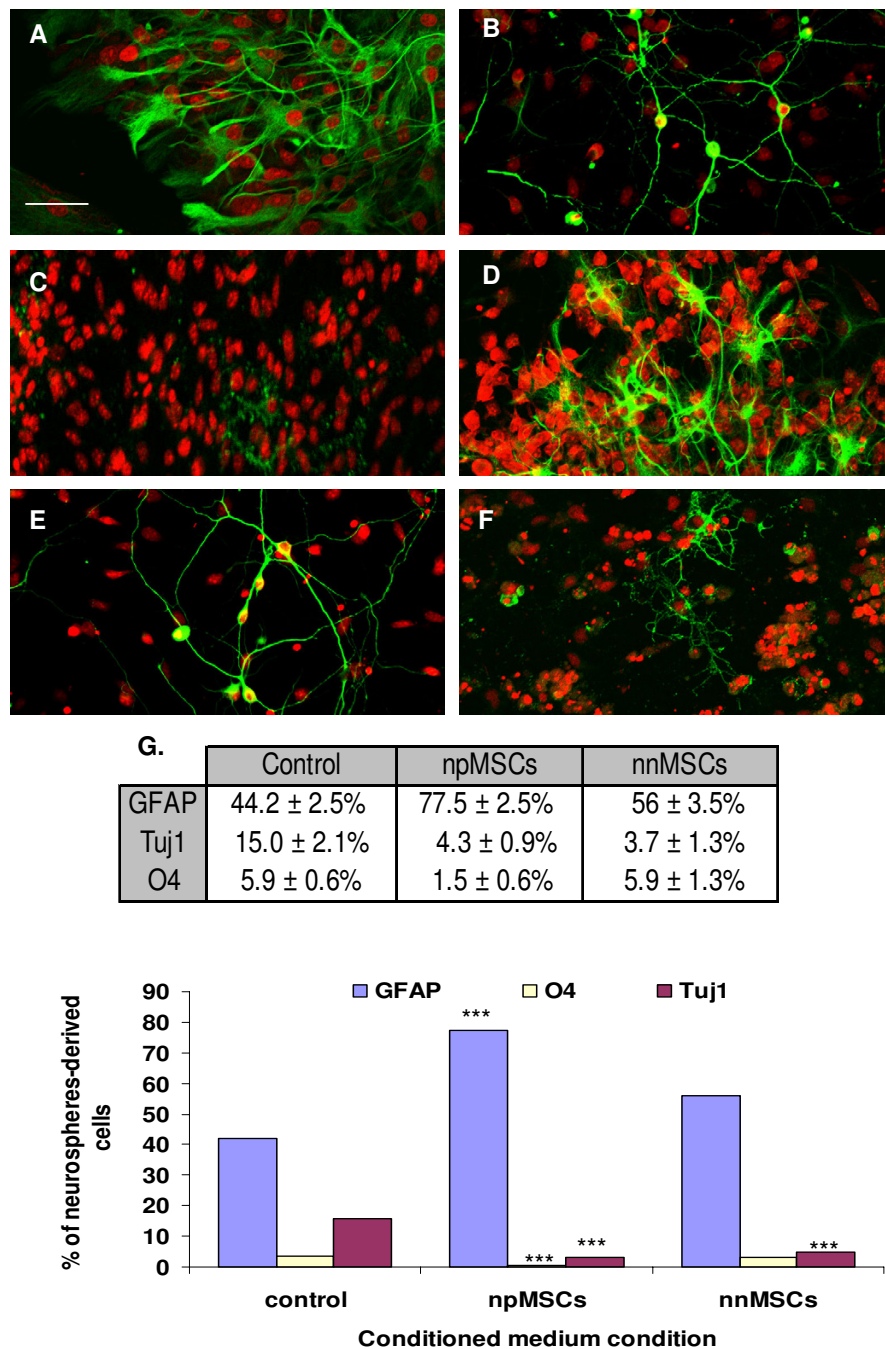 A
B
C
D
E
F
G.
Control npMSCs nnMSCs
GFAP 44.2 ± 2.5% 77.5 ± 2.5% 56 ± 3.5%
Tuj1 15.0 ± 2.1% 4.3 ± 0.9% 3.7 ± 1.3%
O4 5.9 ± 0.6% 1.5 ± 0.6% 5.9 ± 1.3%
GFAP O4 Tuj1
% of neurospheres-derived
cells
90
80
70
60
50
40
30
20
10
0
***
***
***
***
control npMSCs nnMSCs
Conditioned medium condition